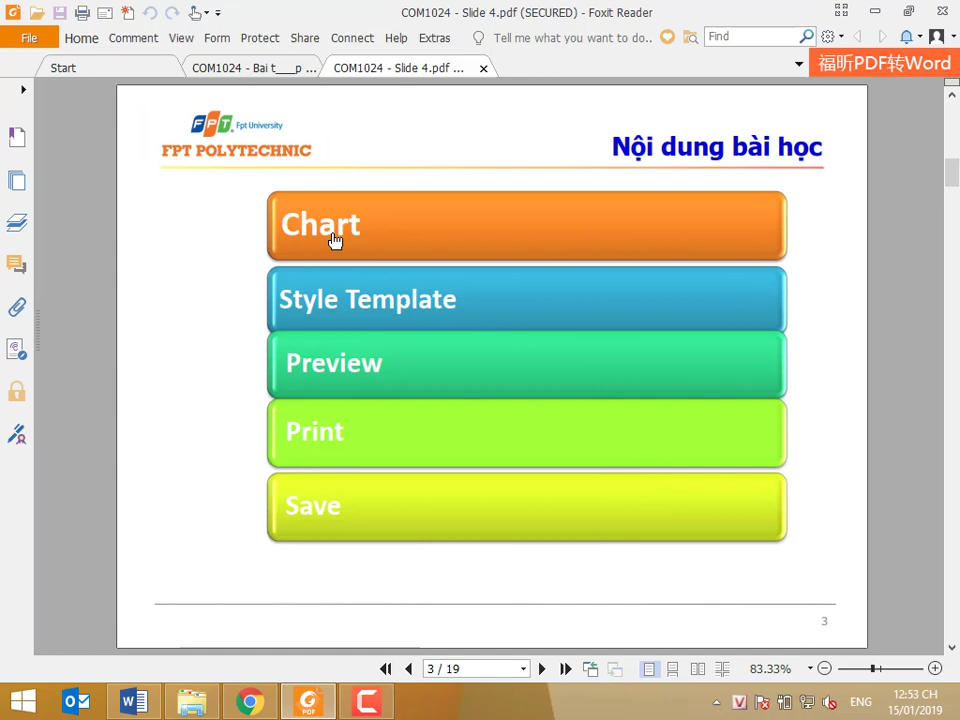 COM1024 - Slide 4.pdf (SECURED) - Foxit Reader
File Home Comment View Form Protect Share Connect Help Extras Tell me what you want to do.. Find
Start COM1024 - Bai t___p ... COM1024 - Slide 4.pdf ... 福昕PDF转Word
FPT. Fpt University
FPT POLYTECHNIC
Nội dung bài học
Chart
Style Template
Preview
Print
Save
3
3 / 19 83.33%
ENG 12:53 CH
15/01/2019